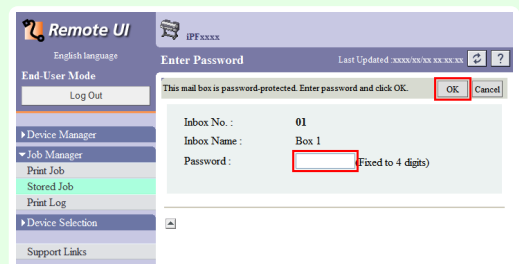 Remote UI
English language
End-User Mode
Log Out
Device Manager
Job Manager
Print Job
Stored Job
Print Log
Device Selection
Support Links
iPFxxxx
Enter Password
Last Updated :xxxx/xx/xx xx:xx:xx
?
This mail box is password-protected. Enter password and click OK.
OK
Cancel
Inbox No. : 01
Inbox Name : Box 1
Password : (Fixed to 4 digits)